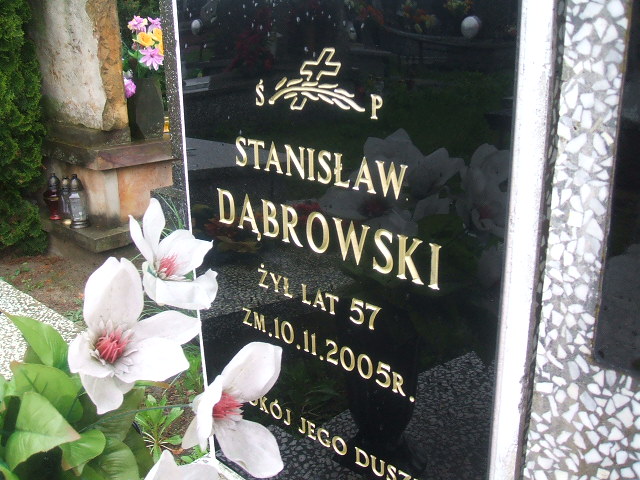 Ś P
STANISŁAW
DĄBROWSKI
ŻYŁ LAT 57
ZM.10.11.2005R.
JEGO